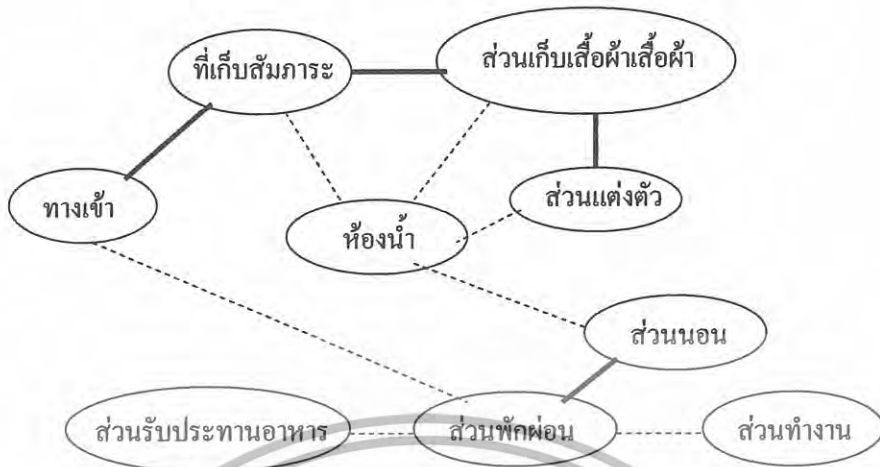 ที่เก็บสัมภาระ
ส่วนเก็บเสื้อผ้าเสื้อผ้า
ทางเข้า
ส่วนแต่งตัว
ห้องน้ำ
ส่วนนอน
ส่วนรับประทานอาหาร
ส่วนพักผ่อน
ส่วนทำงาน